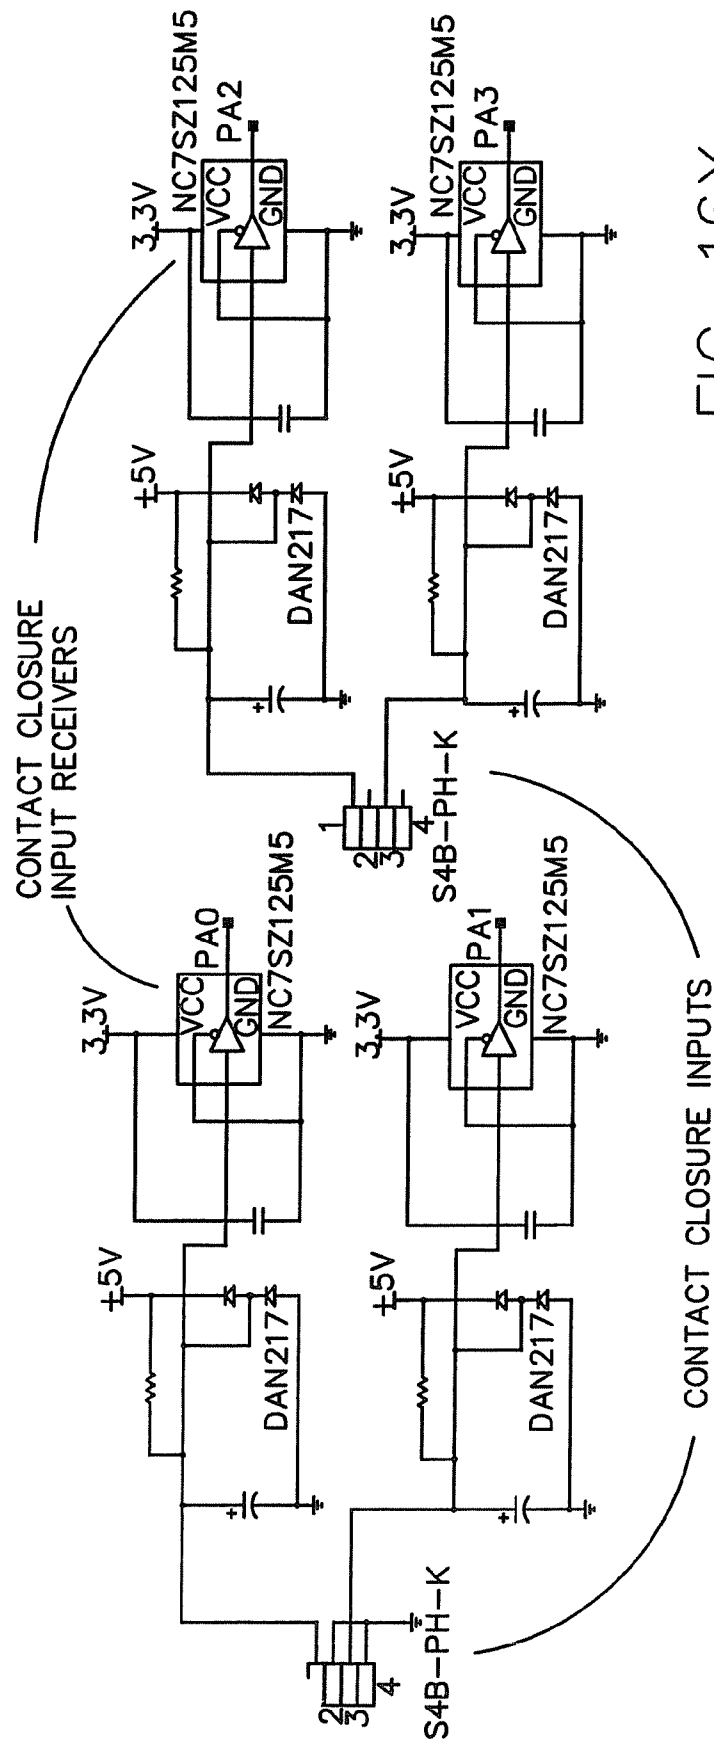 CONTACT CLOSURE
INPUT RECEIVERS
3.3V
+5V
VCC
PA0
GND
NC7SZ125M5
DAN217
3.3V
+5V
NC7SZ125M5
VCC
PA2
GND
DAN217
2
3
4
S4B-PH-K
1
2
3
4
S4B-PH-K
3.3V
+5V
VCC
PA1
GND
NC7SZ125M5
DAN217
3.3V
+5V
NC7SZ125M5
VCC
PA3
GND
DAN217
CONTACT CLOSURE INPUTS
FIG